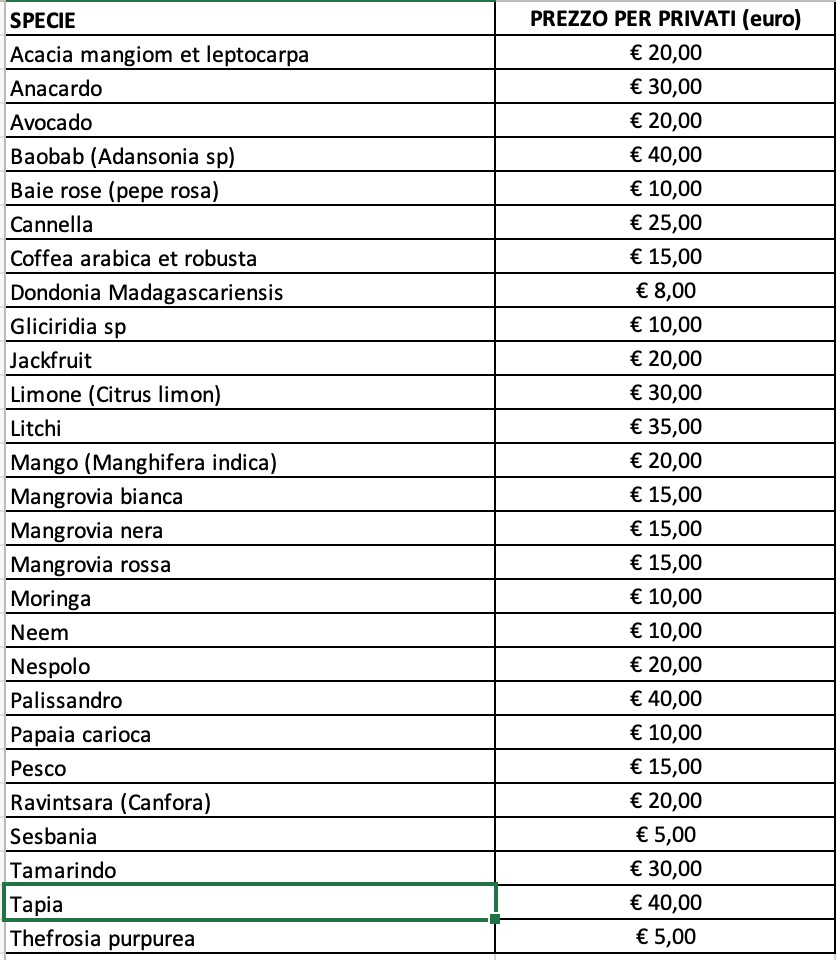 SPECIE PREZZO PER PRIVATI (euro)
Acacia mangiom et leptocarpa € 20,00
Anacardo € 30,00
Avocado € 20,00
Baobab (Adansonia sp) € 40,00
Baie rose (pepe rosa) € 10,00
Cannella € 25,00
Coffea arabica et robusta € 15,00
Dondonia Madagascariensis € 8,00
Gliciridia sp € 10,00
Jackfruit € 20,00
Limone (Citrus limon) € 30,00
Litchi € 35,00
Mango (Manghifera indica) € 20,00
Mangrovia bianca € 15,00
Mangrovia nera € 15,00
Mangrovia rossa € 15,00
Moringa € 10,00
Neem € 10,00
Nespolo € 20,00
Palissandro € 40,00
Papaia carioca € 10,00
Pesco € 15,00
Ravintsara (Canfora) € 20,00
Sesbania € 5,00
Tamarindo € 30,00
Tapia € 40,00
Thefrosia purpurea € 5,00